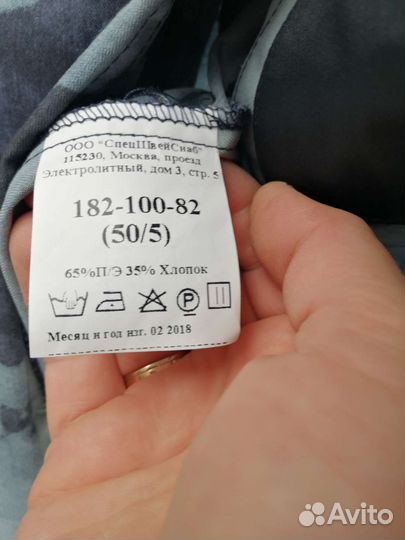 ООО "СпецШвейСнаб"
115230, Москва, проезд
Электролитный, дом 3, стр. 5
182-100-82
(50/5)
65%П/Э 35% Хлопок
P
Месяц и год изг. 02 2018
Avito